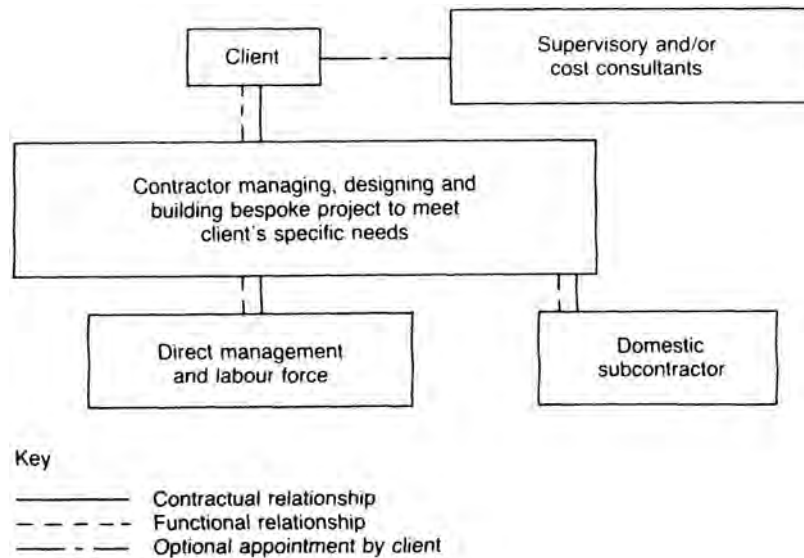 Client
Supervisory and/or
cost consultants
Contractor managing, designing and
building bespoke project to meet
client's specific needs
Direct management
and labour force
Domestic
subcontractor
Key
Contractual relationship
Functional relationship
Optional appointment by client